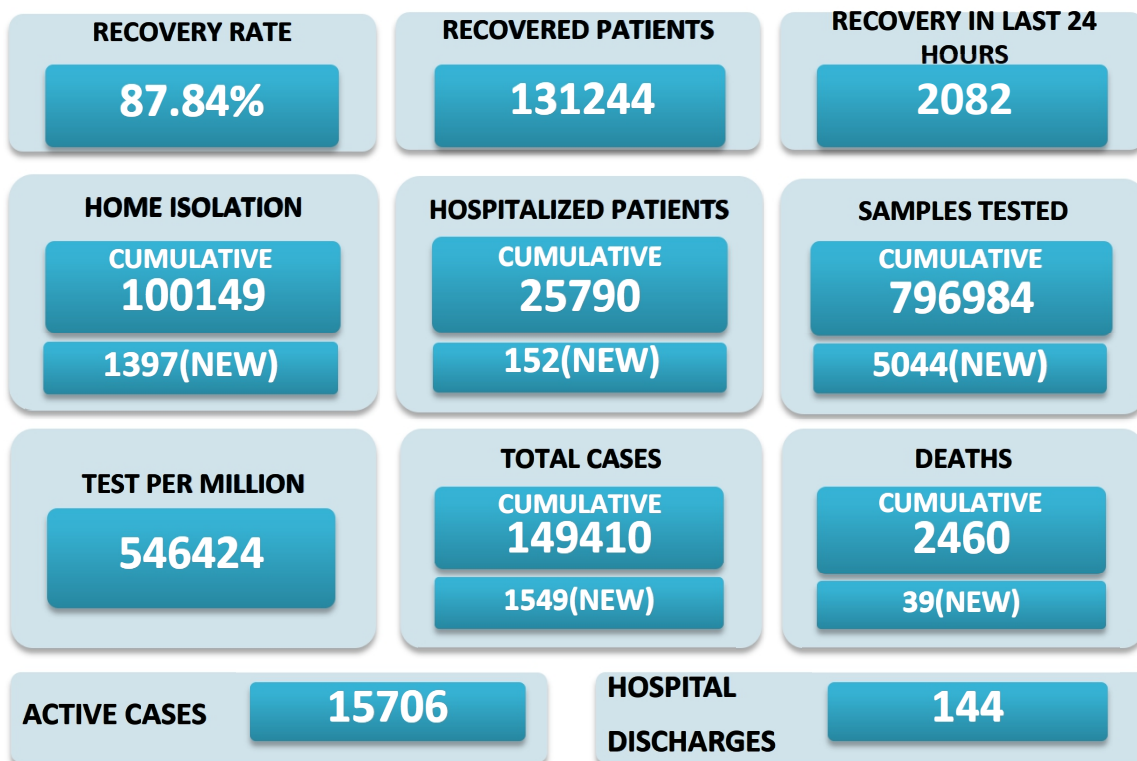 RECOVERY RATE
87.84%
RECOVERED PATIENTS
131244
RECOVERY IN LAST 24
HOURS
2082
HOME ISOLATION
CUMULATIVE
100149
1397(NEW)
HOSPITALIZED PATIENTS
CUMULATIVE
25790
152(NEW)
SAMPLES TESTED
CUMULATIVE
796984
5044(NEW)
TEST PER MILLION
546424
TOTAL CASES
CUMULATIVE
149410
1549(NEW)
DEATHS
CUMULATIVE
2460
39(NEW)
ACTIVE CASES
15706
HOSPITAL
DISCHARGES
144